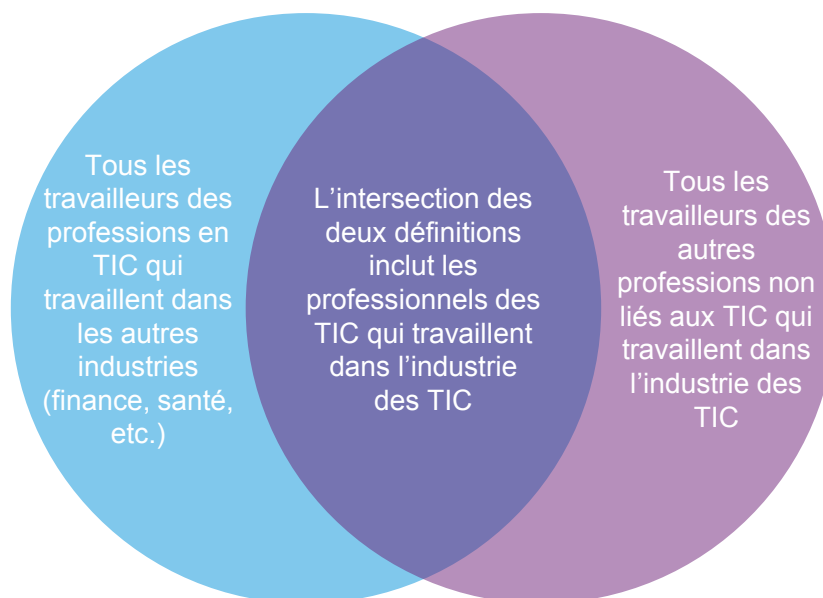 Tous les
travailleurs des
professions en
TIC qui
travaillent dans
les autres
industries
(finance, santé,
etc.)
L'intersection des
deux définitions
inclut les
professionnels des
TIC qui travaillent
dans l'industrie
des TIC
Tous les
travailleurs des
autres
professions non
liés aux TIC qui
travaillent dans
l'industrie des
TIC